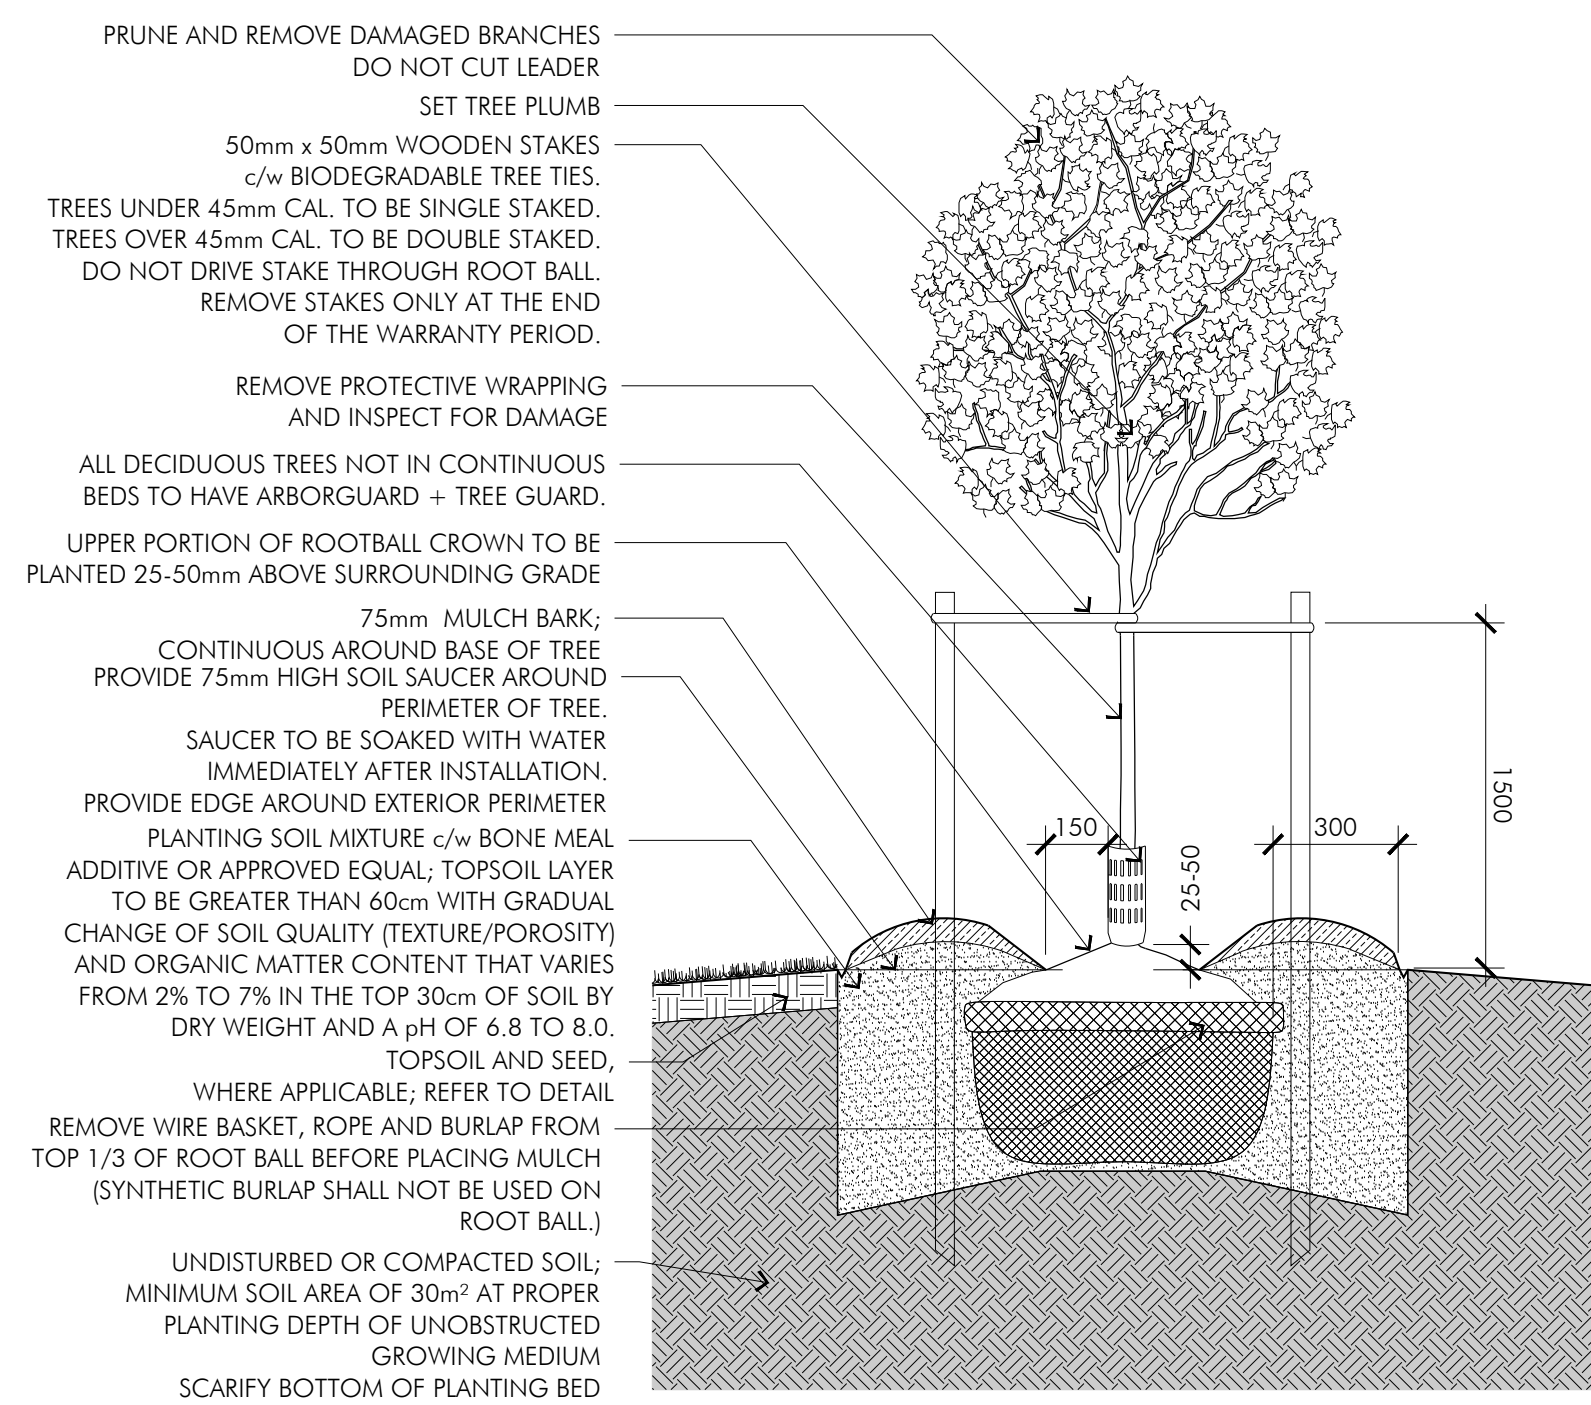 PRUNE AND REMOVE DAMAGED BRANCHES
DO NOT CUT LEADER
SET TREE PLUMB
50mm x 50mm WOODEN STAKES
c/w BIODEGRADABLE TREE TIES.
TREES UNDER 45mm CAL. TO BE SINGLE STAKED.
TREES OVER 45mm CAL. TO BE DOUBLE STAKED.
DO NOT DRIVE STAKE THROUGH ROOT BALL.
REMOVE STAKES ONLY AT THE END
OF THE WARRANTY PERIOD.
REMOVE PROTECTIVE WRAPPING
AND INSPECT FOR DAMAGE
ALL DECIDUOUS TREES NOT IN CONTINUOUS
BEDS TO HAVE ARBORGUARD + TREE GUARD.
UPPER PORTION OF ROOTBALL CROWN TO BE
PLANTED 25-50mm ABOVE SURROUNDING GRADE
75mm MULCH BARK;
CONTINUOUS AROUND BASE OF TREE
PROVIDE 75mm HIGH SOIL SAUCER AROUND
PERIMETER OF TREE.
SAUCER TO BE SOAKED WITH WATER
IMMEDIATELY AFTER INSTALLATION.
PROVIDE EDGE AROUND EXTERIOR PERIMETER
PLANTING SOIL MIXTURE c/w BONE MEAL
ADDITIVE OR APPROVED EQUAL; TOPSOIL LAYER
TO BE GREATER THAN 60cm WITH GRADUAL
CHANGE OF SOIL QUALITY (TEXTURE/POROSITY)
AND ORGANIC MATTER CONTENT THAT VARIES
FROM 2% TO 7% IN THE TOP 30cm OF SOIL BY
DRY WEIGHT AND A pH OF 6.8 TO 8.0.
TOPSOIL AND SEED,
WHERE APPLICABLE; REFER TO DETAIL
REMOVE WIRE BASKET, ROPE AND BURLAP FROM
TOP 1/3 OF ROOT BALL BEFORE PLACING MULCH
(SYNTHETIC BURLAP SHALL NOT BE USED ON
ROOT BALL.)
UNDISTURBED OR COMPACTED SOIL;
MINIMUM SOIL AREA OF 30m² AT PROPER
PLANTING DEPTH OF UNOBSTRUCTED
GROWING MEDIUM
SCARIFY BOTTOM OF PLANTING BED
150
25-50
300
1500